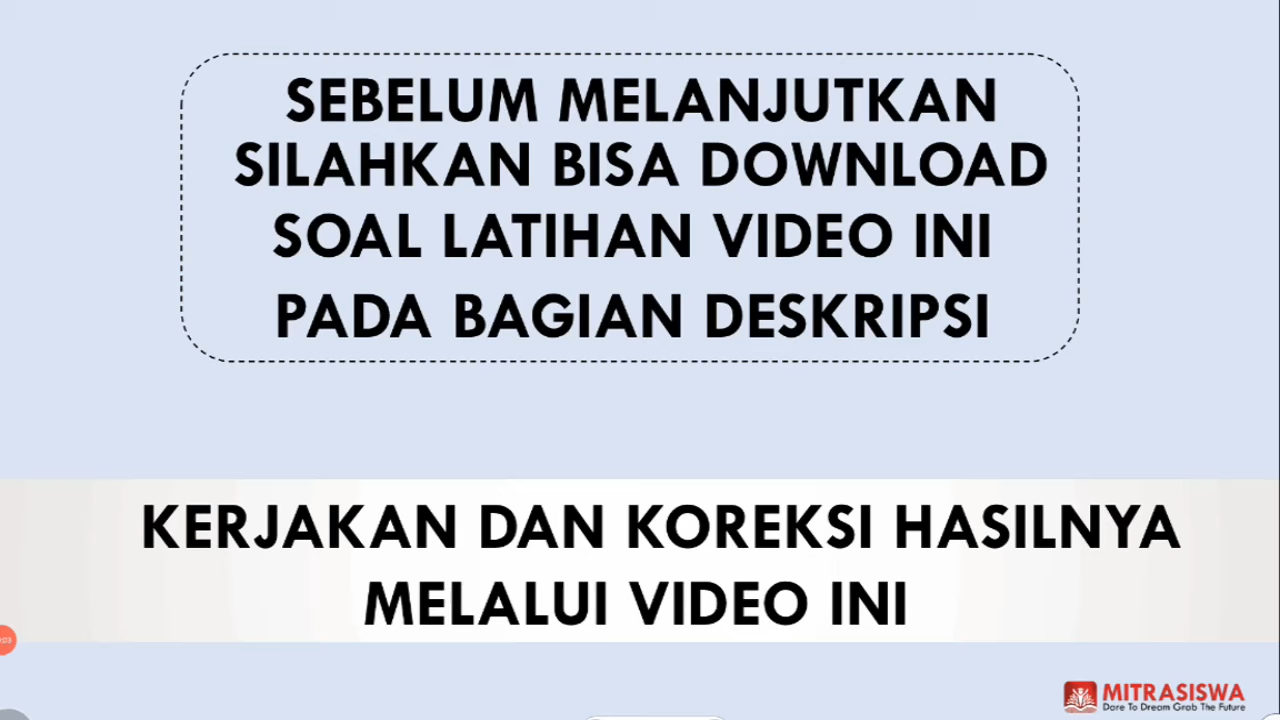 SEBELUM MELANJUTKAN
SILAHKAN BISA DOWNLOAD
SOAL LATIHAN VIDEO INI
PADA BAGIAN DESKRIPSI
KERJAKAN DAN KOREKSI HASILNYA
MELALUI VIDEO INI
MITRASISWA
Dare To Dream Grab The Future